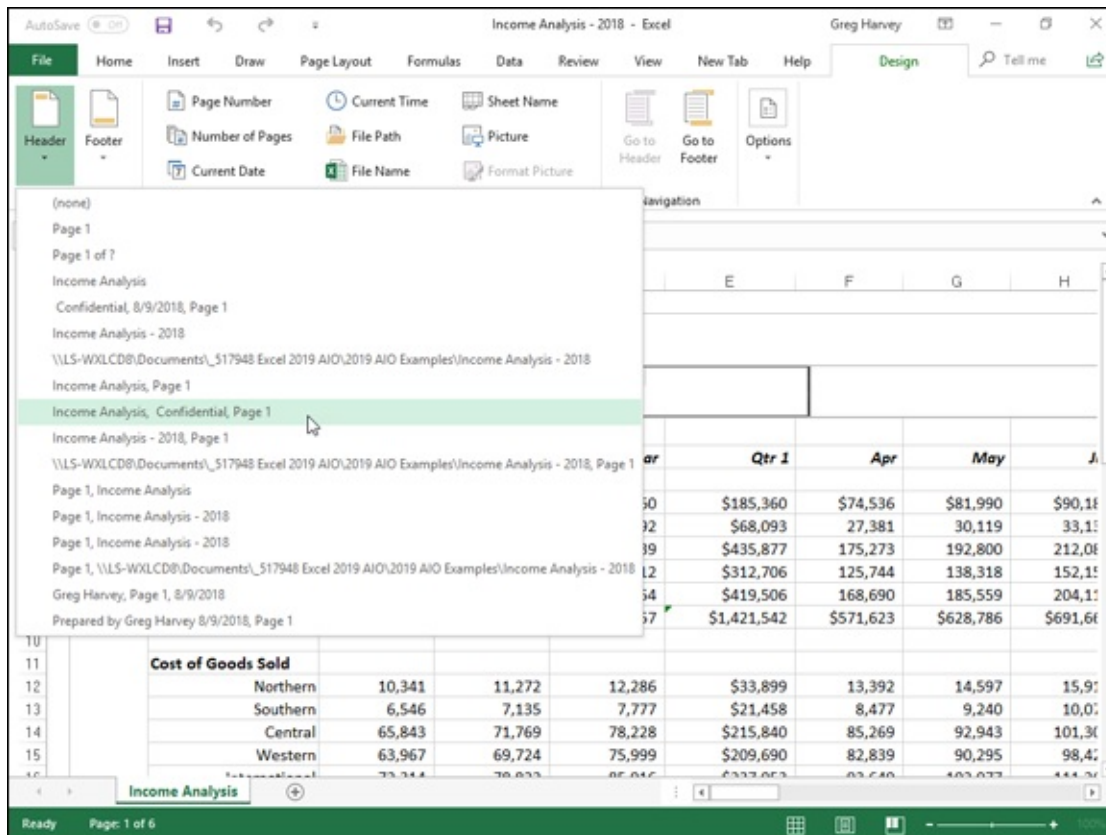 AutoSave Off Income Analysis - 2018 - Excel Greg Harvey
File Home Insert Draw Page Layout Formulas Data Review View New Tab Help Design Tell me
Page Number Current Time Sheet Name
Header Footer Number of Pages File Path Picture Go to Header Go to Footer Options
Current Date File Name Format Picture
Navigation
(none)
Page 1
Page 1 of ?
Income Analysis
Confidential, 8/9/2018, Page 1
Income Analysis - 2018
\\LS-WXLCD8\Documents\_517948 Excel 2019 AIO\2019 AIO Examples\Income Analysis - 2018
Income Analysis, Page 1
Income Analysis, Confidential, Page 1
Income Analysis - 2018, Page 1
\\LS-WXLCD8\Documents\_517948 Excel 2019 AIO\2019 AIO Examples\Income Analysis - 2018, Page 1
Page 1, Income Analysis
Page 1, Income Analysis - 2018
Page 1, Income Analysis - 2018
Page 1, \\LS-WXLCD8\Documents\_517948 Excel 2019 AIO\2019 AIO Examples\Income Analysis - 2018
Greg Harvey, Page 1, 8/9/2018
Prepared by Greg Harvey 8/9/2018, Page 1
E F G H
Qtr 1 Apr May
$185,360 $74,536 $81,990
$68,093 27,381 30,119
$435,877 175,273 192,800
$312,706 125,744 138,318
$419,506 168,690 185,559
$1,421,542 $571,623 $628,786
10
11 Cost of Goods Sold
12 Northern 10,341 11,272 12,286 $33,899 13,392 14,597
13 Southern 6,546 7,135 7,777 $21,458 8,477 9,240
14 Central 65,843 71,769 78,228 $215,840 85,269 92,943
15 Western 63,967 69,724 75,999 $209,690 82,839 90,295
Income Analysis
Ready Page: 1 of 6 100%